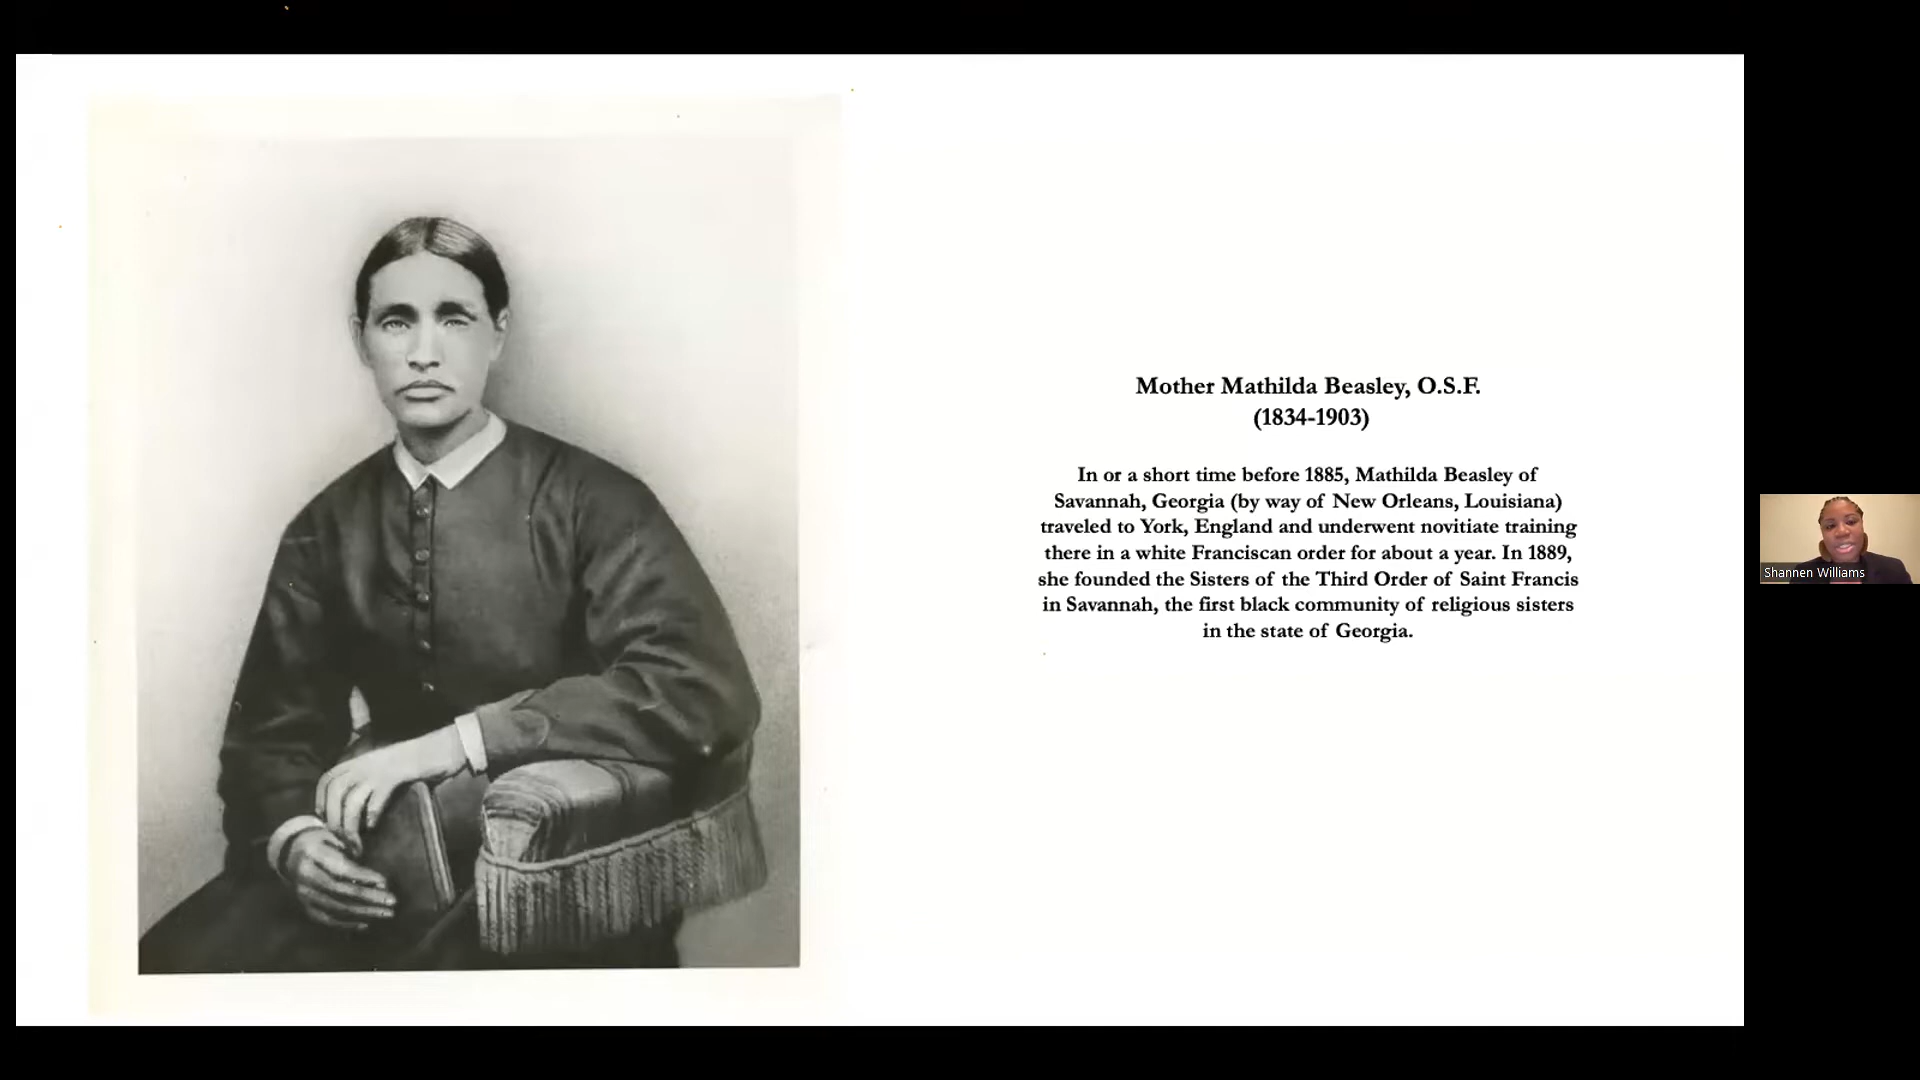 Mother Mathilda Beasley, O.S.F.
(1834-1903)
In or a short time before 1885, Mathilda Beasley of
Savannah, Georgia (by way of New Orleans, Louisiana)
traveled to York, England and underwent novitiate training
there in a white Franciscan order for about a year. In 1889,
she founded the Sisters of the Third Order of Saint Francis
in Savannah, the first black community of religious sisters
in the state of Georgia.
Shannen Williams